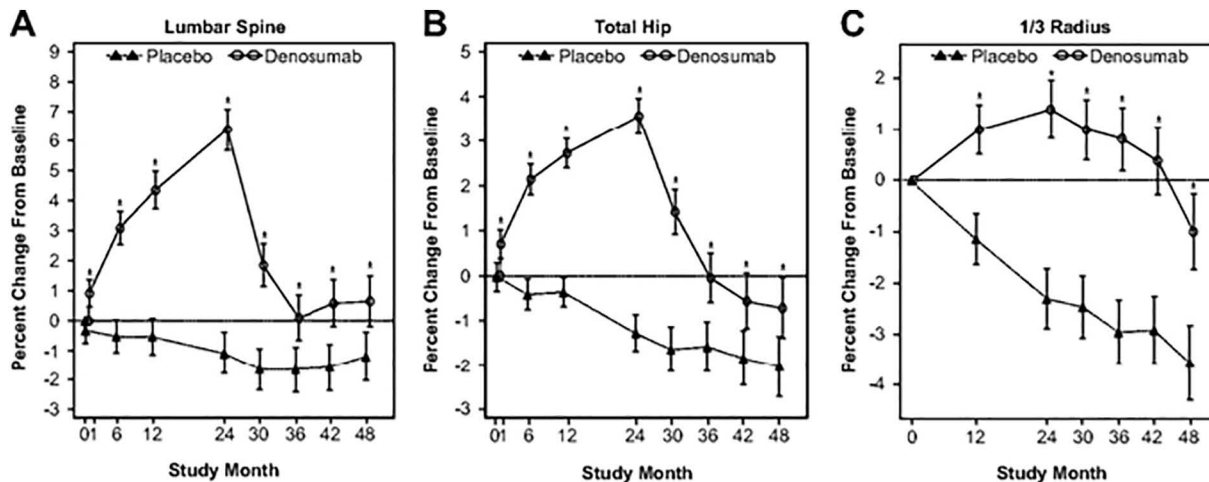 A
Lumbar Spine
Placebo Denosumab
Percent Change From Baseline
9
8
7
6
5
4
3
2
1
0
-1
-2
-3
01 6 12 24 30 36 42 48
Study Month
B
Total Hip
Placebo Denosumab
Percent Change From Baseline
5
4
3
2
1
0
-1
-2
-3
01 6 12 24 30 36 42 48
Study Month
C
1/3 Radius
Placebo Denosumab
Percent Change From Baseline
2
1
0
-1
-2
-3
-4
0 12 24 30 36 42 48
Study Month